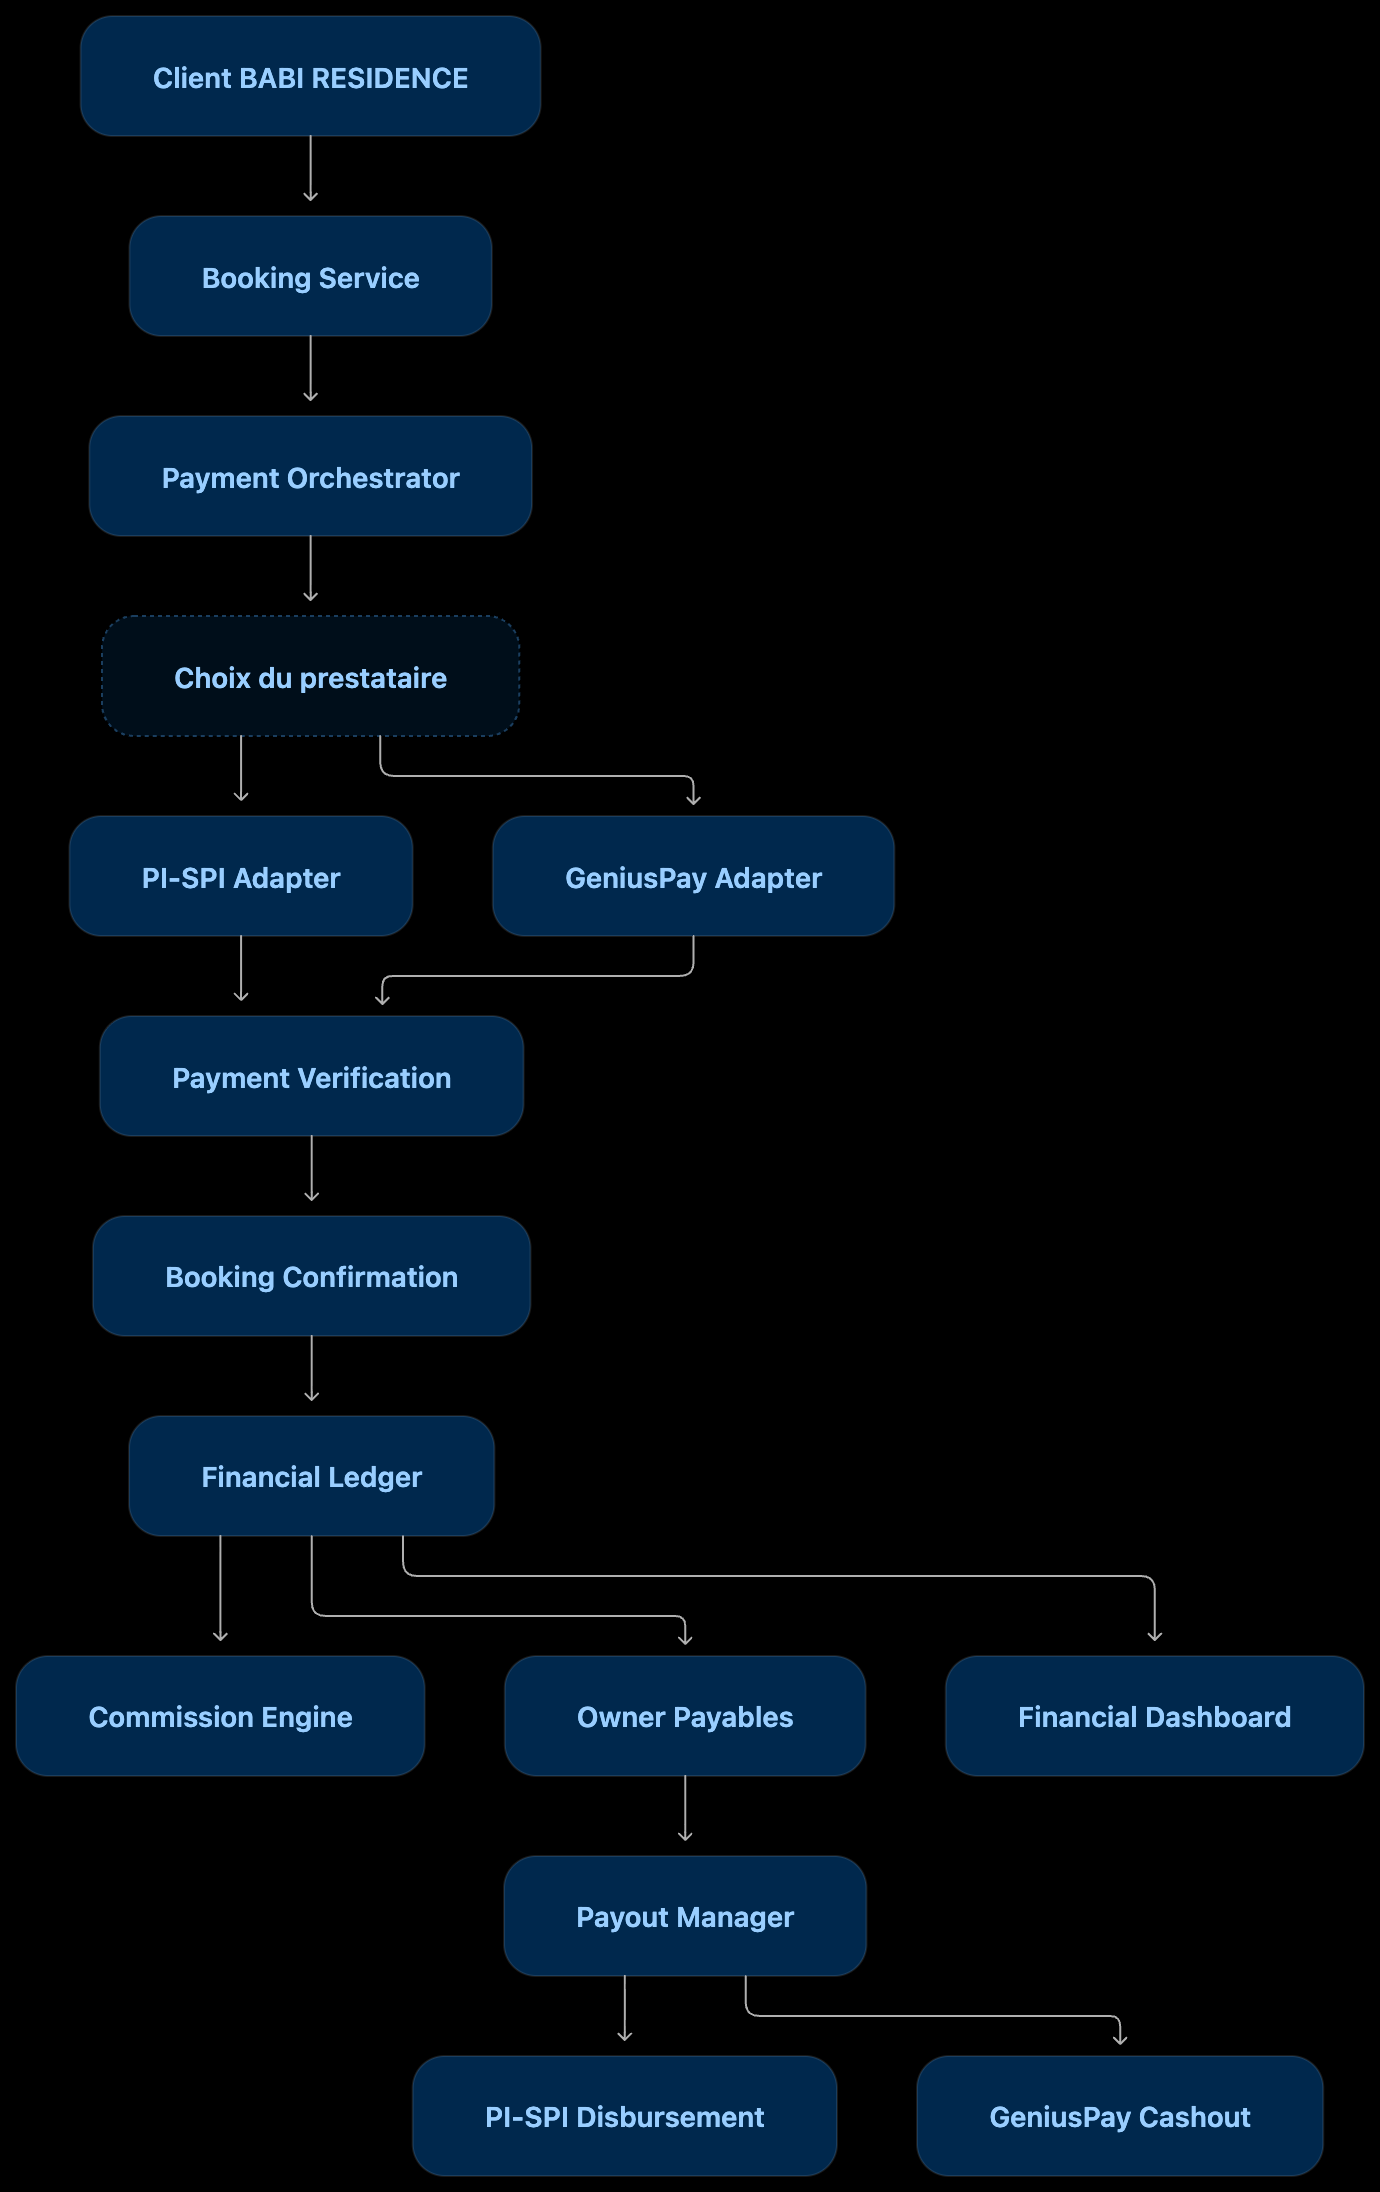 Client BABI RESIDENCE
Booking Service
Payment Orchestrator
Choix du prestataire
PI-SPI Adapter
GeniusPay Adapter
Payment Verification
Booking Confirmation
Financial Ledger
Commission Engine
Owner Payables
Financial Dashboard
Payout Manager
PI-SPI Disbursement
GeniusPay Cashout